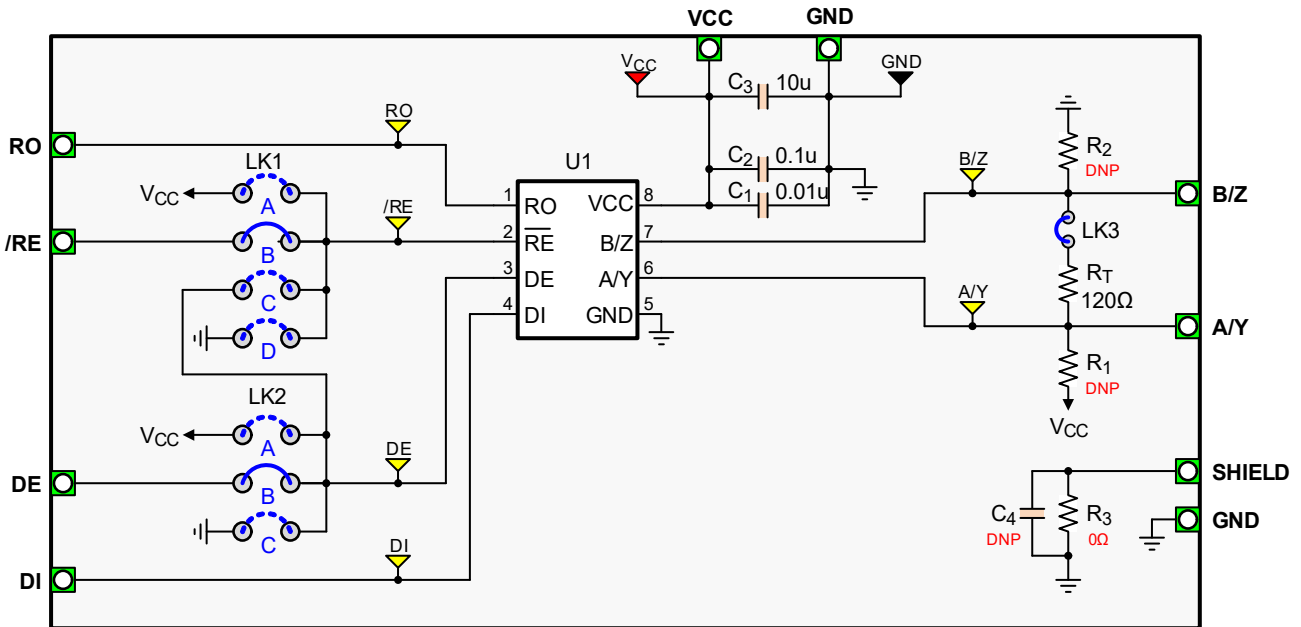 VCC GND
VCC
C3 10u
GND
RO
RO
LK1
U1
C2 0.1u
R2
DNP
VCC
A
1 RO VCC 8
C1 0.01u
B/Z
B/Z
/RE
/RE
B
2 RE B/Z 7
LK3
C
3 DE A/Y 6
RT
120Ω
A/Y
D
4 DI GND 5
A/Y
R1
DNP
LK2
VCC
A
VCC
DE
DE
B
SHIELD
C
C4
DNP
R3
0Ω
GND
DI
DI